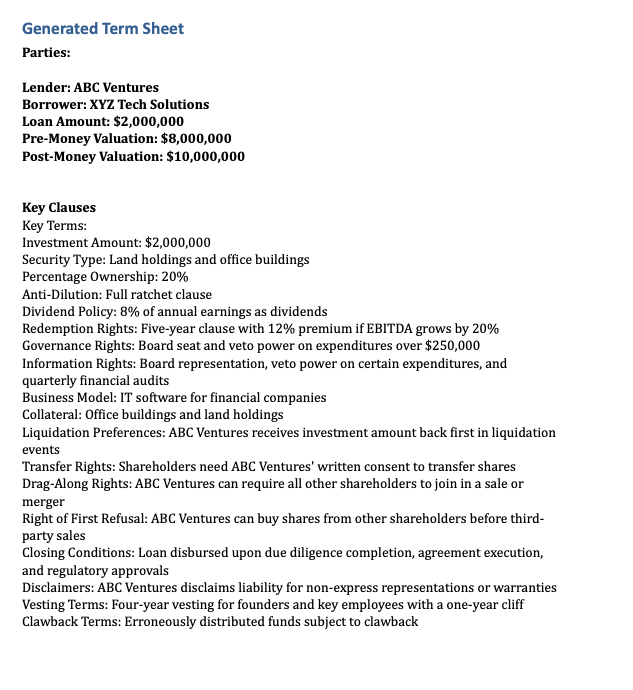 Generated Term Sheet
Parties:
Lender: ABC Ventures
Borrower: XYZ Tech Solutions
Loan Amount: $2,000,000
Pre-Money Valuation: $8,000,000
Post-Money Valuation: $10,000,000
Key Clauses
Key Terms:
Investment Amount: $2,000,000
Security Type: Land holdings and office buildings
Percentage Ownership: 20%
Anti-Dilution: Full ratchet clause
Dividend Policy: 8% of annual earnings as dividends
Redemption Rights: Five-year clause with 12% premium if EBITDA grows by 20%
Governance Rights: Board seat and veto power on expenditures over $250,000
Information Rights: Board representation, veto power on certain expenditures, and
quarterly financial audits
Business Model: IT software for financial companies
Collateral: Office buildings and land holdings
Liquidation Preferences: ABC Ventures receives investment amount back first in liquidation
events
Transfer Rights: Shareholders need ABC Ventures' written consent to transfer shares
Drag-Along Rights: ABC Ventures can require all other shareholders to join in a sale or
merger
Right of First Refusal: ABC Ventures can buy shares from other shareholders before third-
party sales
Closing Conditions: Loan disbursed upon due diligence completion, agreement execution,
and regulatory approvals
Disclaimers: ABC Ventures disclaims liability for non-express representations or warranties
Vesting Terms: Four-year vesting for founders and key employees with a one-year cliff
Clawback Terms: Erroneously distributed funds subject to clawback